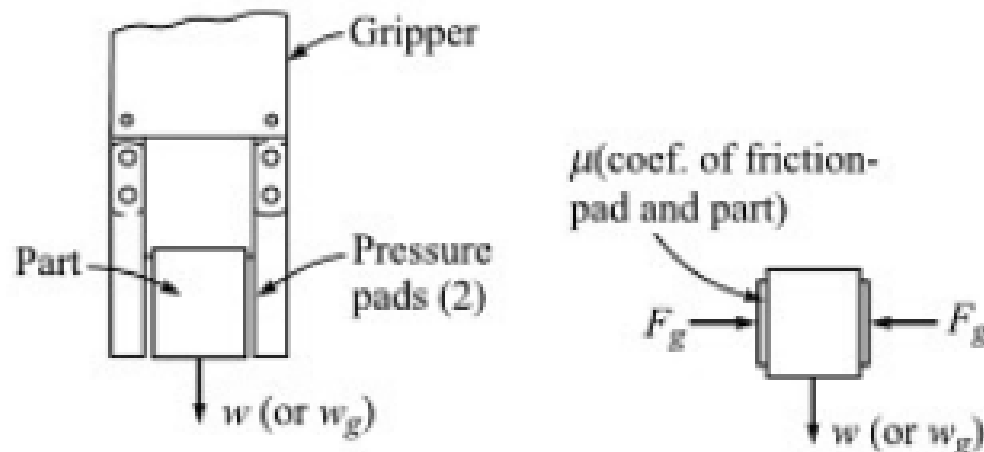 Gripper
Part
Pressure
pads (2)
w (or w_g)
μ(coef. of friction-
pad and part)
F_g
F_g
w (or w_g)